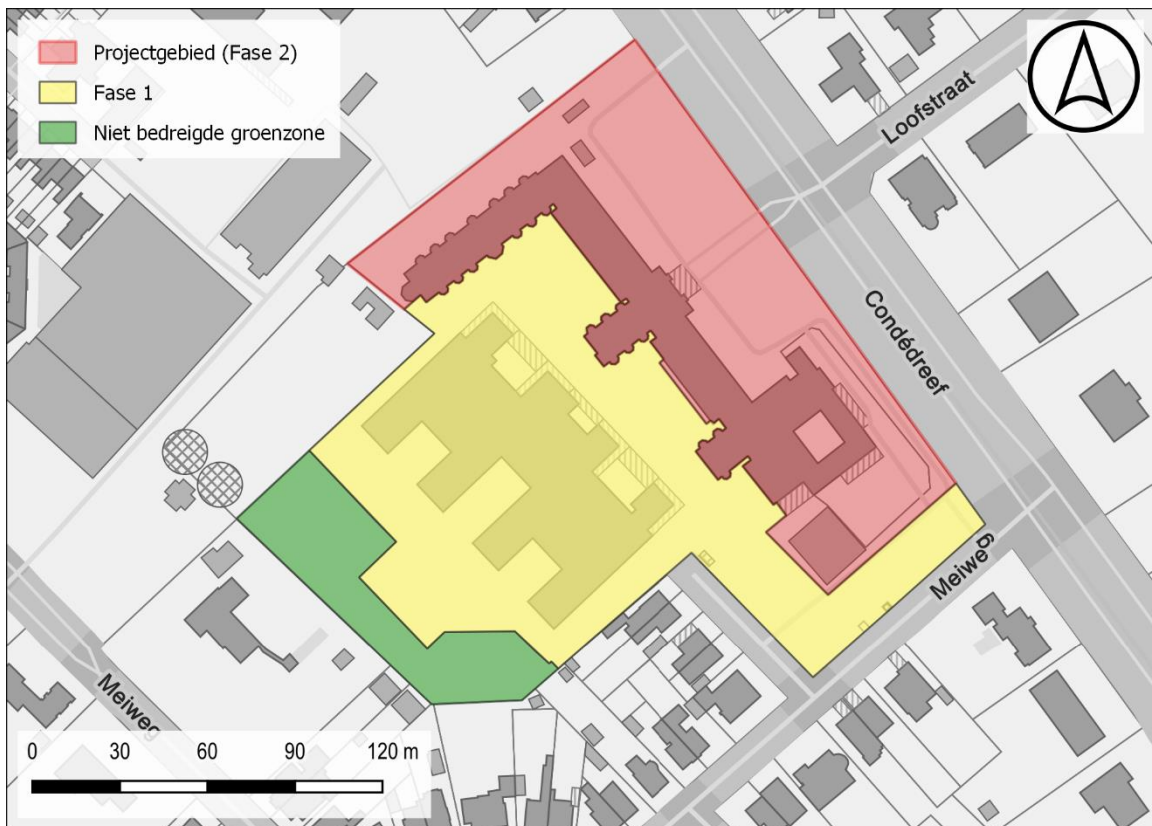 Projectgebied (Fase 2)
Fase 1
Niet bedreigde groenzone
Loofstraat
Condédreef
Meiweg
Meiweg
0 30 60 90 120 m